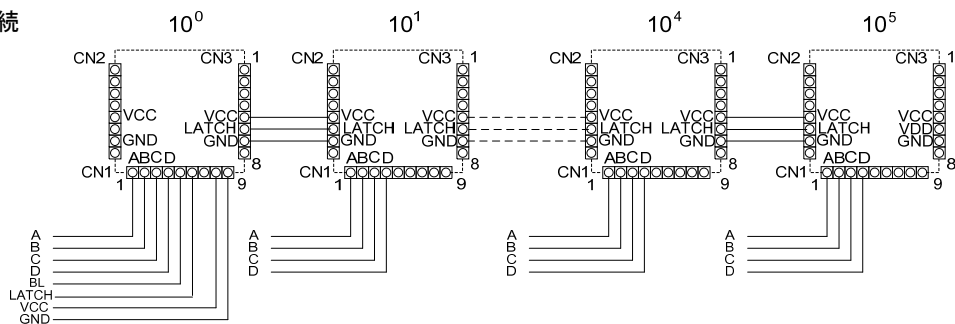 続
10⁰ 10¹ 10⁴ 10⁵
CN2 CN3 1 CN3 1 CN2 CN3 1 CN2 CN3 1
VCC VCC VCC VCC VCC VCC VCC VCC
LATCH LATCH LATCH LATCH LATCH LATCH VDD
GND GND GND GND GND GND GND GND
8 8 8 8
ABCD ABCD ABCD ABCD
CN1 CN1 CN1 CN1
1 9 1 9 1 9 1 9
A A A A
B B B B
C C C C
D D D D
BL
LATCH
VCC
GND